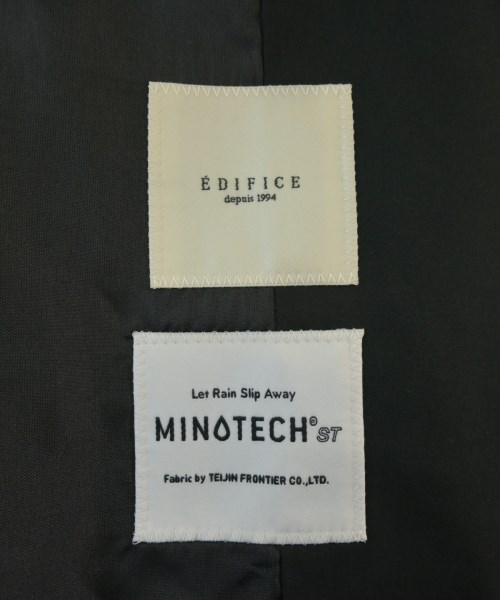 ÉDIFICE
depuis 1994
Let Rain Slip Away
MINOTECH® ST
Fabric by TEIJIN FRONTIER CO.,LTD.